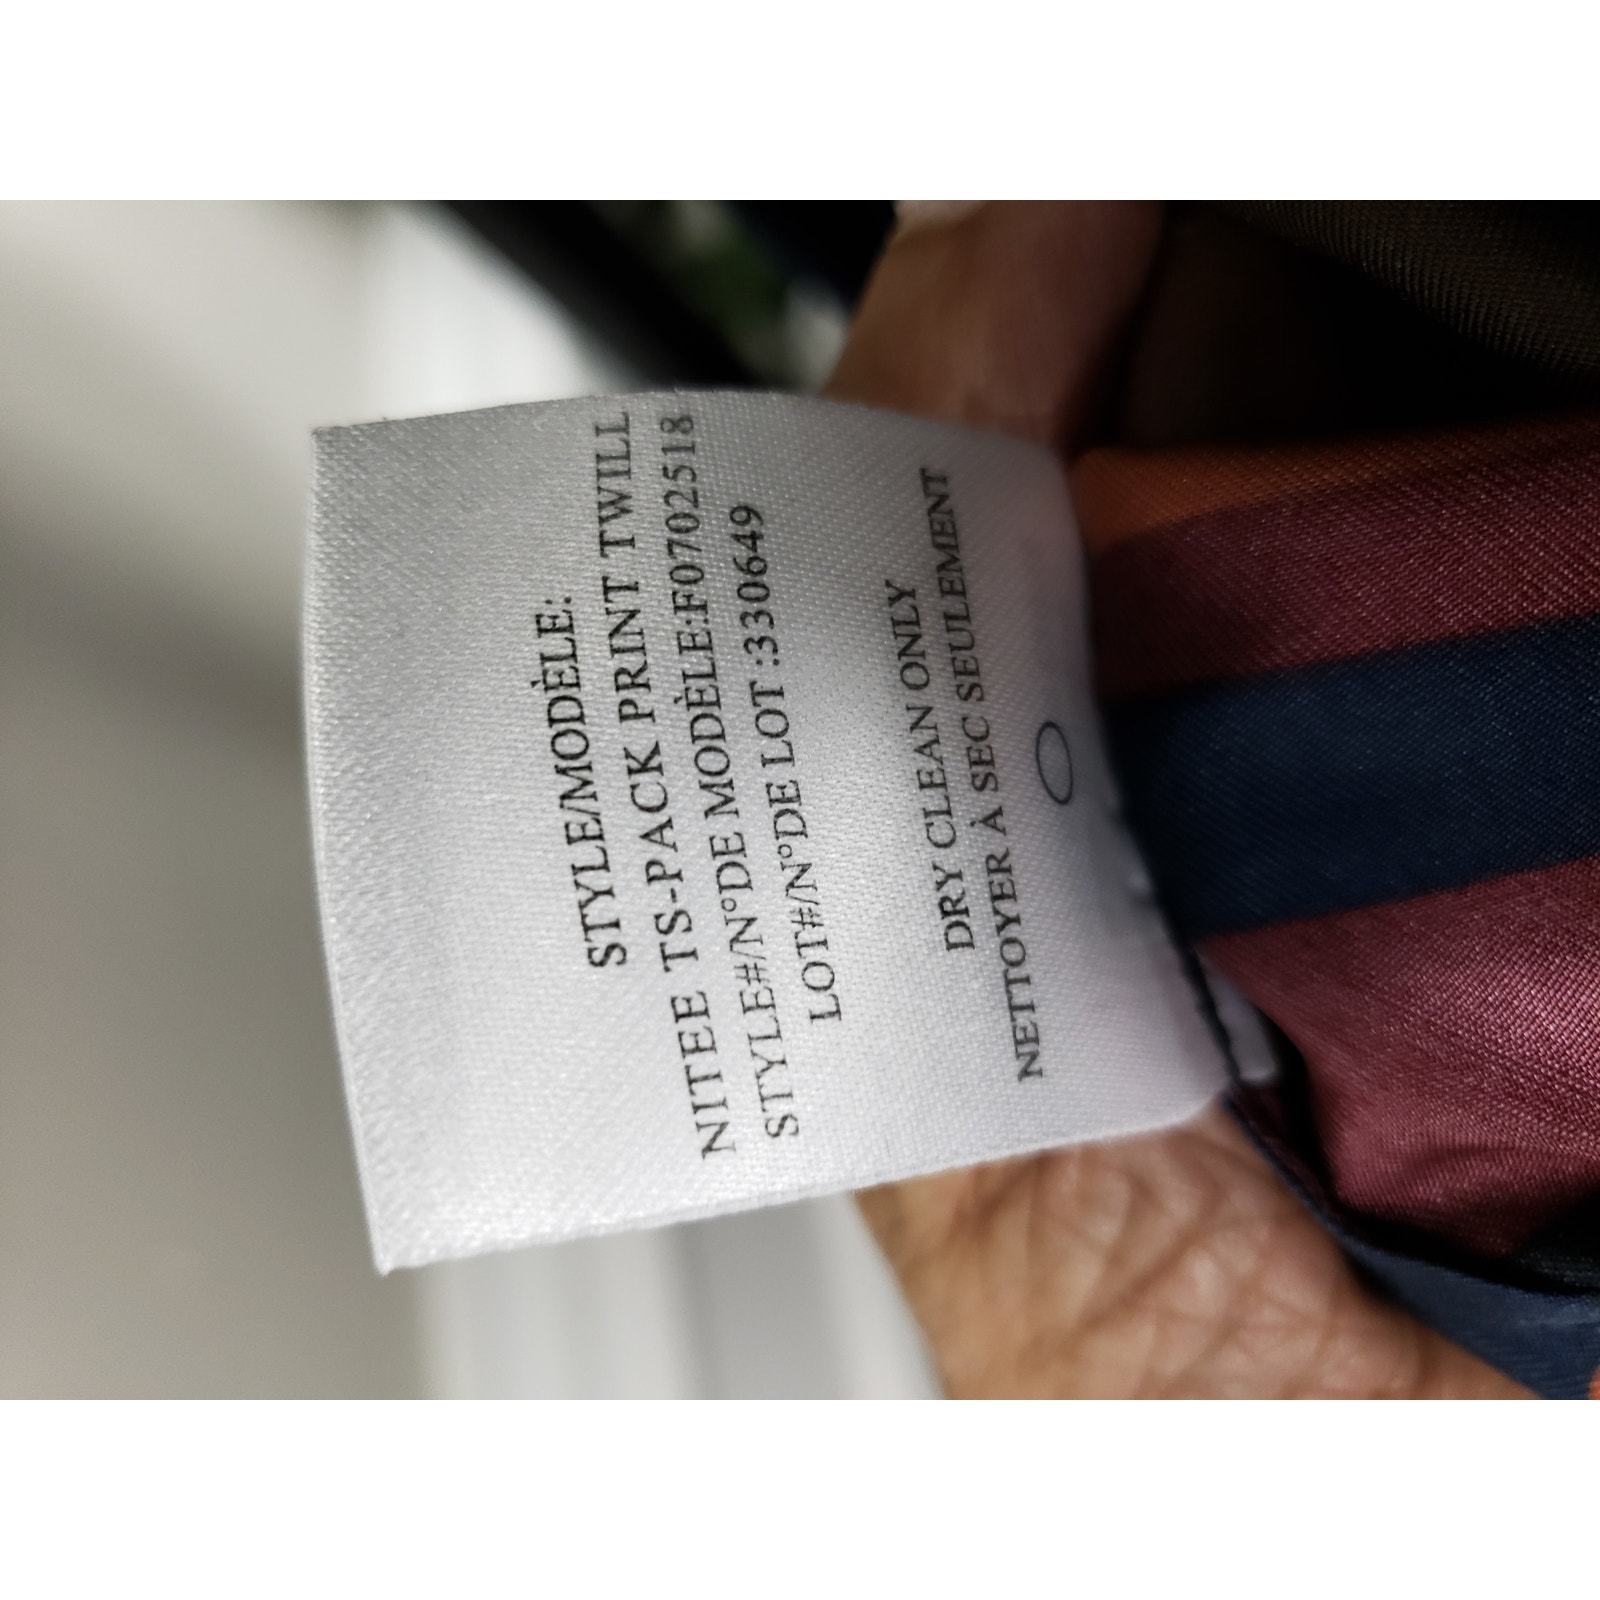 STYLE/MODÈLE:
NITEE TS-PACK PRINT TWILL
STYLE#/N°DE MODÈLE:F0702518
LOT#/N°DE LOT :330649
DRY CLEAN ONLY
NETTOYER À SEC SEULEMENT